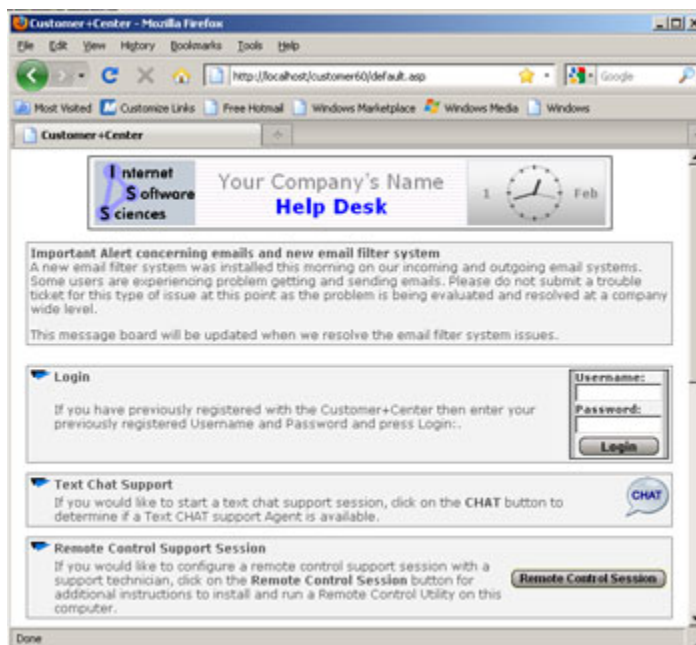 Customer+Center - Mozilla Firefox
File Edit View History Bookmarks Tools Help
http://localhost/customer60/default.asp
Google
Most Visited Customize Links Free Hotmail Windows Marketplace Windows Media Windows
Customer+Center
Internet
Software
Sciences
Your Company's Name
Help Desk
1 Feb
Important Alert concerning emails and new email filter system
A new email filter system was installed this morning on our incoming and outgoing email systems.
Some users are experiencing problem getting and sending emails. Please do not submit a trouble
ticket for this type of issue at this point as the problem is being evaluated and resolved at a company
wide level.
This message board will be updated when we resolve the email filter system issues.
Login
If you have previously registered with the Customer+Center then enter your
previously registered Username and Password and press Login:.
Username:
Password:
Login
Text Chat Support
If you would like to start a text chat support session, click on the CHAT button to
determine if a Text CHAT support Agent is available.
CHAT
Remote Control Support Session
If you would like to configure a remote control support session with a
support technician, click on the Remote Control Session button for
additional instructions to install and run a Remote Control Utility on this
computer.
Remote Control Session
Done